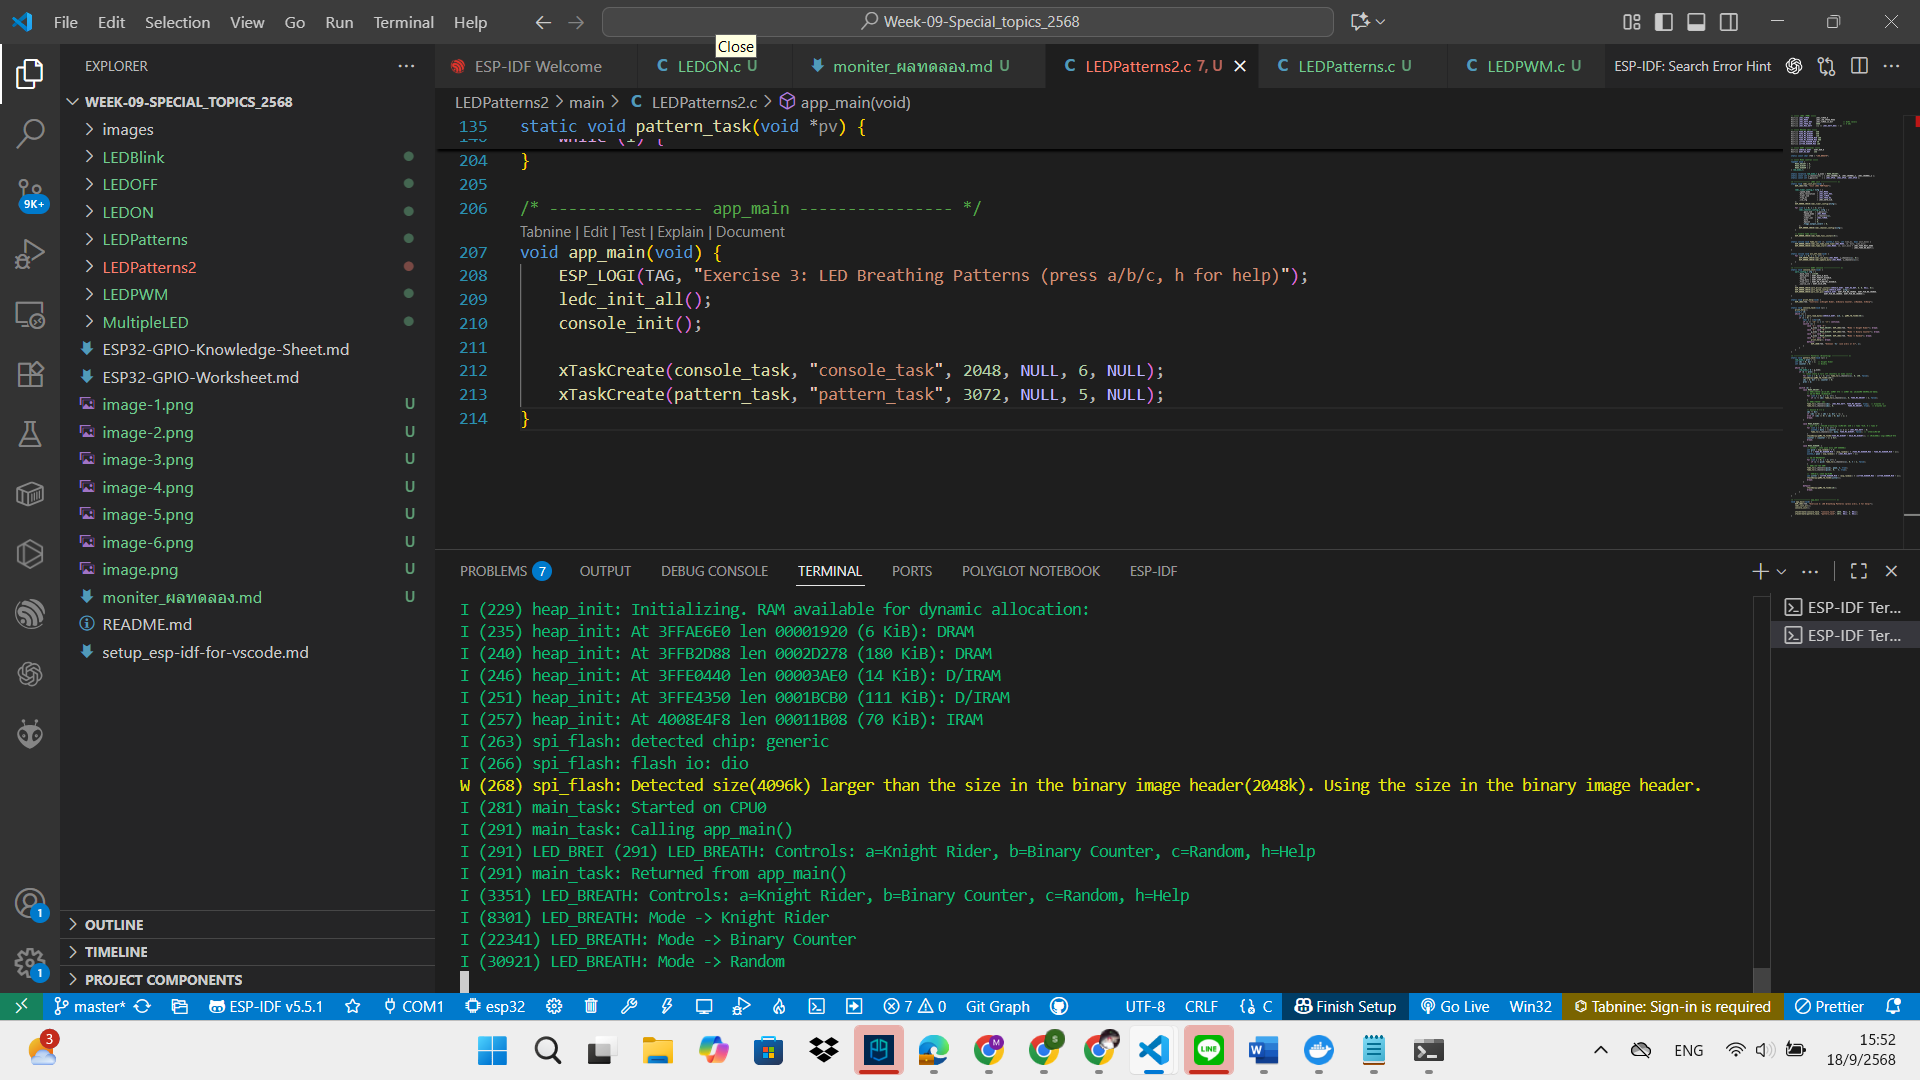 File Edit Selection View Go Run Terminal Help
Week-09-Special_topics_2568
Close
EXPLORER
ESP-IDF Welcome
LEDON.c U
moniter_ผลทดลอง.md U
LEDPatterns2.c 7, U
LEDPatterns.c U
LEDPWM.c U
ESP-IDF: Search Error Hint
LEDPatterns2 > main > C LEDPatterns2.c > app_main(void)
WEEK-09-SPECIAL_TOPICS_2568
images
LEDBlink
LEDOFF
LEDON
LEDPatterns
LEDPatterns2
LEDPWM
MultipleLED
ESP32-GPIO-Knowledge-Sheet.md
ESP32-GPIO-Worksheet.md
image-1.png U
image-2.png U
image-3.png U
image-4.png U
image-5.png U
image-6.png U
image.png U
moniter_ผลทดลอง.md U
README.md
setup_esp-idf-for-vscode.md
OUTLINE
TIMELINE
PROJECT COMPONENTS
9K+
1
1
135 static void pattern_task(void *pv) {
204 }
205
206 /* ---------------- app_main ---------------- */
Tabnine | Edit | Test | Explain | Document
207 void app_main(void) {
208 ESP_LOGI(TAG, "Exercise 3: LED Breathing Patterns (press a/b/c, h for help)");
209 ledc_init_all();
210 console_init();
211
212 xTaskCreate(console_task, "console_task", 2048, NULL, 6, NULL);
213 xTaskCreate(pattern_task, "pattern_task", 3072, NULL, 5, NULL);
214 }
PROBLEMS 7 OUTPUT DEBUG CONSOLE TERMINAL PORTS POLYGLOT NOTEBOOK ESP-IDF
ESP-IDF Ter...
ESP-IDF Ter...
I (229) heap_init: Initializing. RAM available for dynamic allocation:
I (235) heap_init: At 3FFAE6E0 len 00001920 (6 KiB): DRAM
I (240) heap_init: At 3FFB2D88 len 0002D278 (180 KiB): DRAM
I (246) heap_init: At 3FFE0440 len 00003AE0 (14 KiB): D/IRAM
I (251) heap_init: At 3FFE4350 len 0001BCB0 (111 KiB): D/IRAM
I (257) heap_init: At 4008E4F8 len 00011B08 (70 KiB): IRAM
I (263) spi_flash: detected chip: generic
I (266) spi_flash: flash io: dio
W (268) spi_flash: Detected size(4096k) larger than the size in the binary image header(2048k). Using the size in the binary image header.
I (281) main_task: Started on CPU0
I (291) main_task: Calling app_main()
I (291) LED_BREI (291) LED_BREATH: Controls: a=Knight Rider, b=Binary Counter, c=Random, h=Help
I (291) main_task: Returned from app_main()
I (3351) LED_BREATH: Controls: a=Knight Rider, b=Binary Counter, c=Random, h=Help
I (8301) LED_BREATH: Mode -> Knight Rider
I (22341) LED_BREATH: Mode -> Binary Counter
I (30921) LED_BREATH: Mode -> Random
master* ESP-IDF v5.5.1 COM1 esp32 7 0 Git Graph UTF-8 CRLF {} C Finish Setup Go Live Win32 Tabnine: Sign-in is required Prettier
3
ENG
15:52
18/9/2568